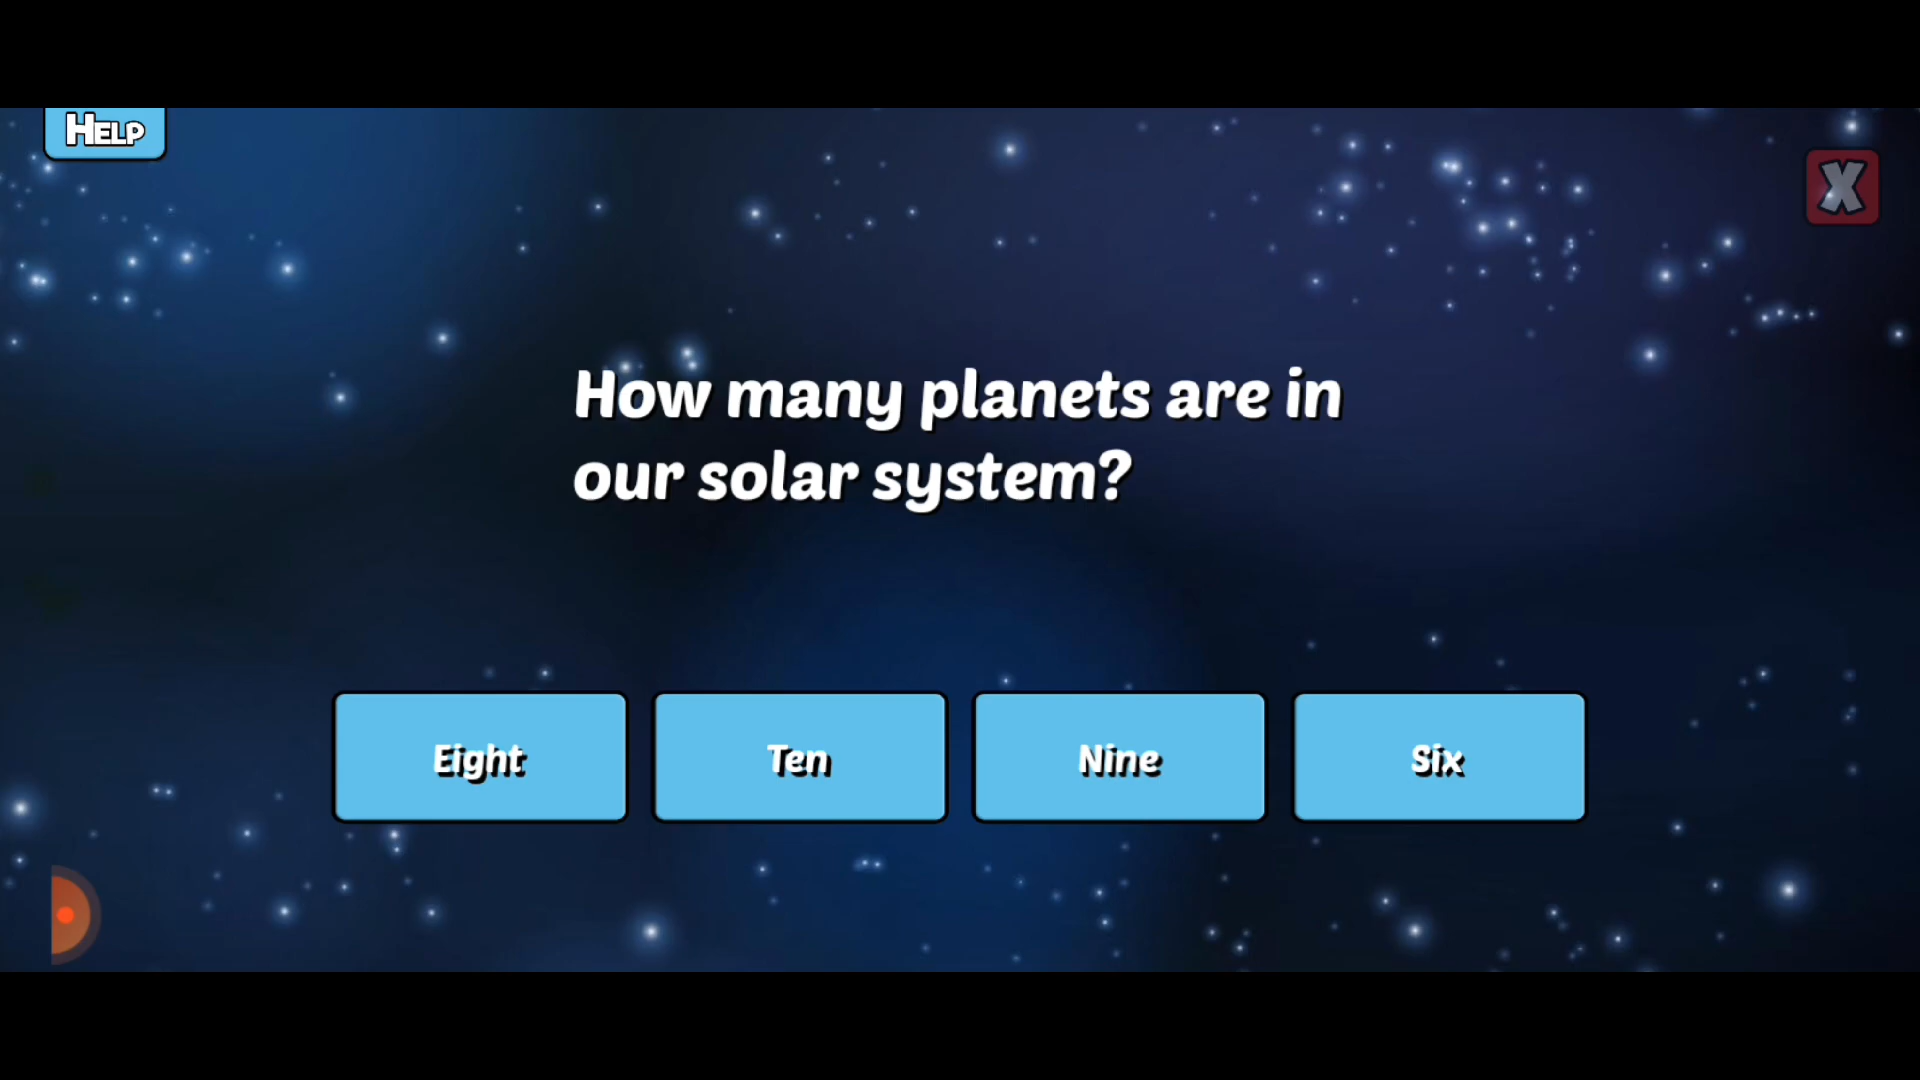 HELP
X
How many planets are in
our solar system?
Eight
Ten
Nine
Six